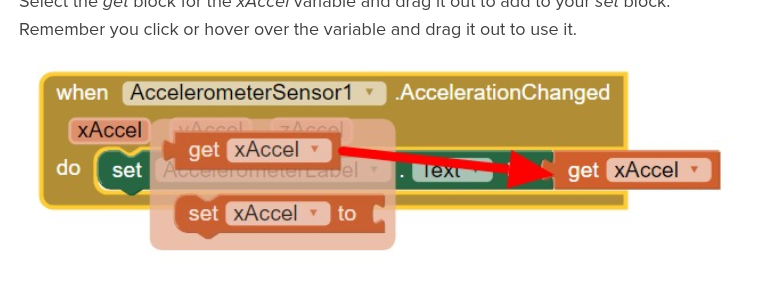 Select the get block for the xAccel variable and drag it out to add to your set block.
Remember you click or hover over the variable and drag it out to use it.
when AccelerometerSensor1 .AccelerationChanged
xAccel yAccel zAccel
get xAccel
do set AccelerometerLabel . Text get xAccel
set xAccel to